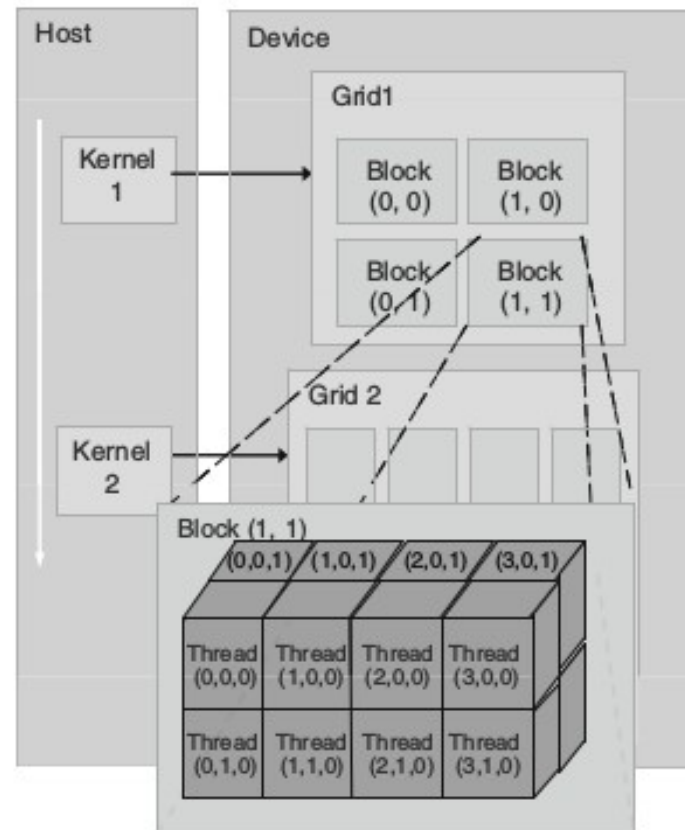 Host
Device
Grid1
Kernel
1
Block
(0, 0)
Block
(1, 0)
Block
(0, 1)
Block
(1, 1)
Grid 2
Kernel
2
Block (1, 1)
(0,0,1) (1,0,1) (2,0,1) (3,0,1)
Thread
(0,0,0)
Thread
(1,0,0)
Thread
(2,0,0)
Thread
(3,0,0)
Thread
(0,1,0)
Thread
(1,1,0)
Thread
(2,1,0)
Thread
(3,1,0)